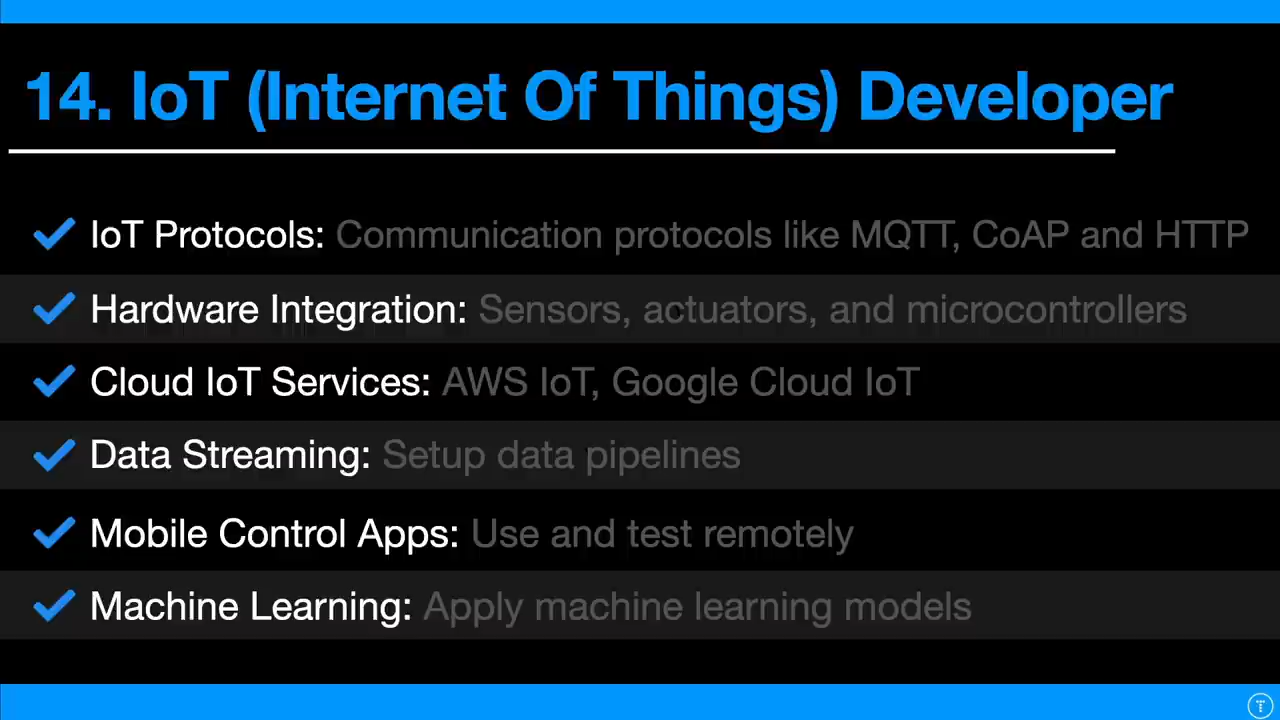 14. IoT (Internet Of Things) Developer
IoT Protocols: Communication protocols like MQTT, CoAP and HTTP
Hardware Integration: Sensors, actuators, and microcontrollers
Cloud IoT Services: AWS IoT, Google Cloud IoT
Data Streaming: Setup data pipelines
Mobile Control Apps: Use and test remotely
Machine Learning: Apply machine learning models
T